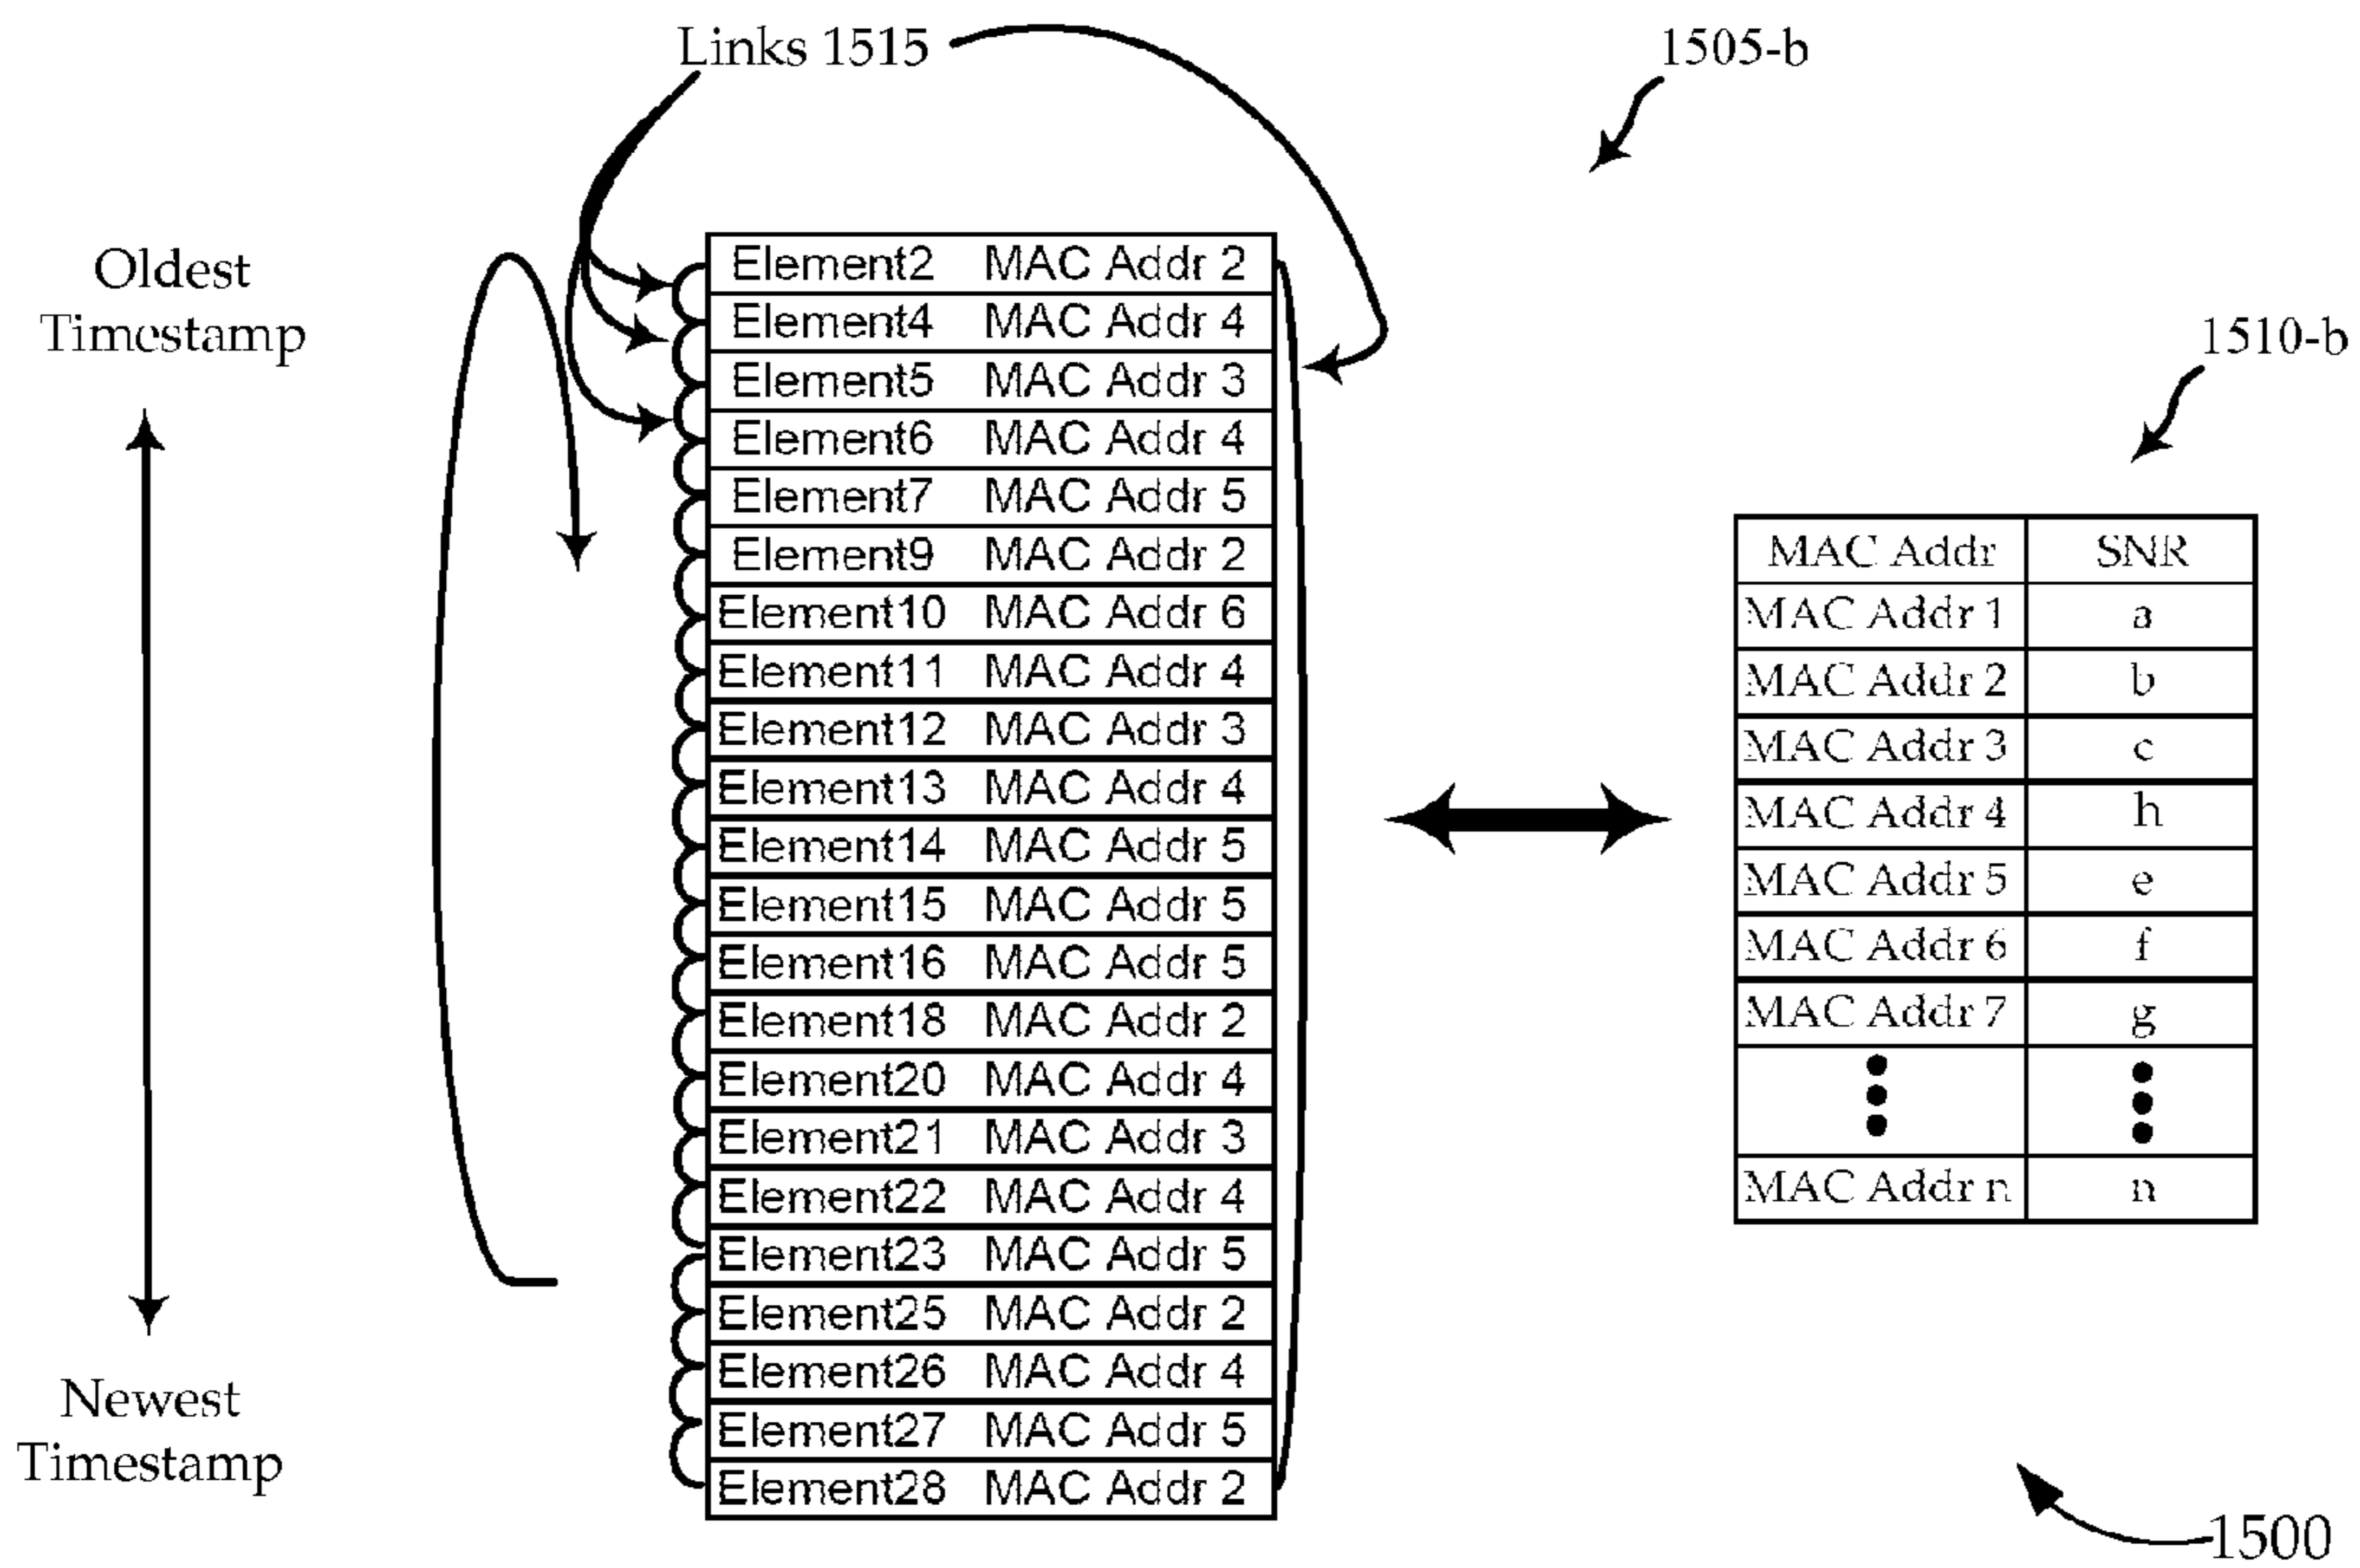 Links 1515
1505-b
Oldest
Timestamp
1510-b
Element2 MAC Addr 2
Element4 MAC Addr 4
Element5 MAC Addr 3
Element6 MAC Addr 4
Element7 MAC Addr 5
Element9 MAC Addr 2
Element10 MAC Addr 6
Element11 MAC Addr 4
Element12 MAC Addr 3
Element13 MAC Addr 4
Element14 MAC Addr 5
Element15 MAC Addr 5
Element16 MAC Addr 5
Element18 MAC Addr 2
Element20 MAC Addr 4
Element21 MAC Addr 3
Element22 MAC Addr 4
Element23 MAC Addr 5
Element25 MAC Addr 2
Element26 MAC Addr 4
Element27 MAC Addr 5
Element28 MAC Addr 2
MAC Addr SNR
MAC Addr 1 a
MAC Addr 2 b
MAC Addr 3 c
MAC Addr 4 h
MAC Addr 5 e
MAC Addr 6 f
MAC Addr 7 g
MAC Addr n n
Newest
Timestamp
1500